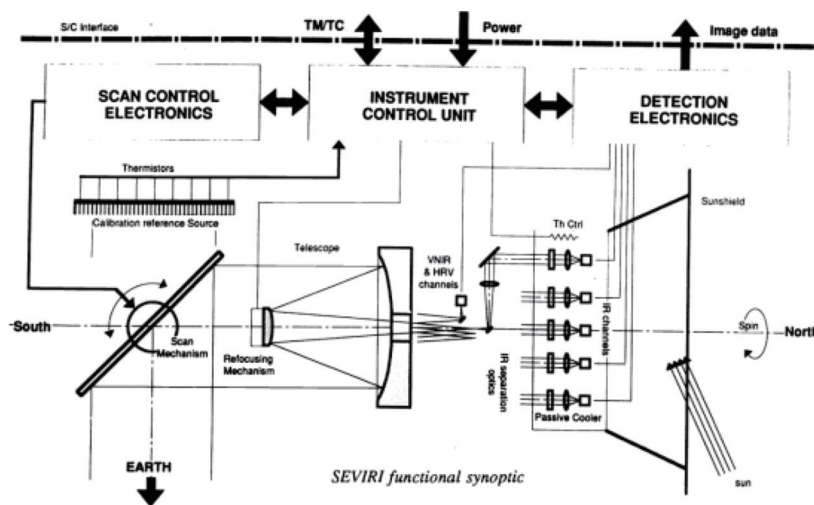 S/C Interface
TM/TC
Power
Image data
SCAN CONTROL
ELECTRONICS
INSTRUMENT
CONTROL UNIT
DETECTION
ELECTRONICS
Thermistors
Calibration reference Source
Telescope
VNIR
& HRV
channels
Th Ctrl
Sunshield
South
Scan
Mechanism
Refocusing
Mechanism
IR separation
optics
IR channels
Passive Cooler
Spin
North
EARTH
sun
SEVIRI functional synoptic